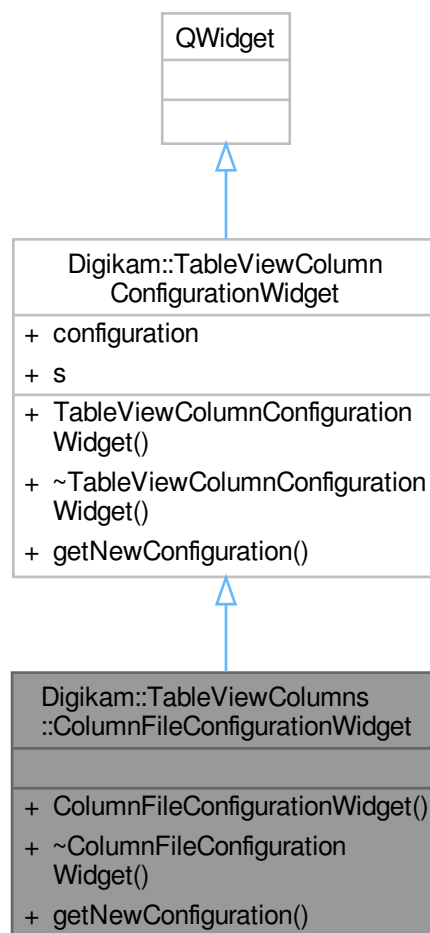 QWidget
Digikam::TableViewColumn
ConfigurationWidget
+ configuration
+ s
+ TableViewColumnConfiguration
Widget()
+ ~TableViewColumnConfiguration
Widget()
+ getNewConfiguration()
Digikam::TableViewColumns
::ColumnFileConfigurationWidget
+ ColumnFileConfigurationWidget()
+ ~ColumnFileConfiguration
Widget()
+ getNewConfiguration()